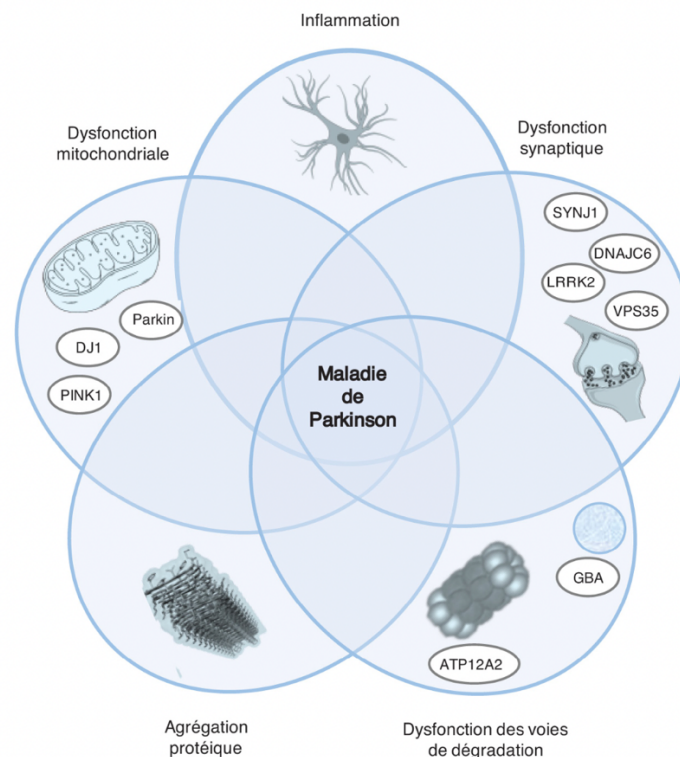 Inflammation
Dysfonction
mitochondriale
Dysfonction
synaptique
SYNJ1
DNAJC6
LRRK2
VPS35
Parkin
DJ1
PINK1
Maladie
de
Parkinson
GBA
ATP12A2
Agrégation
protéique
Dysfonction des voies
de dégradation